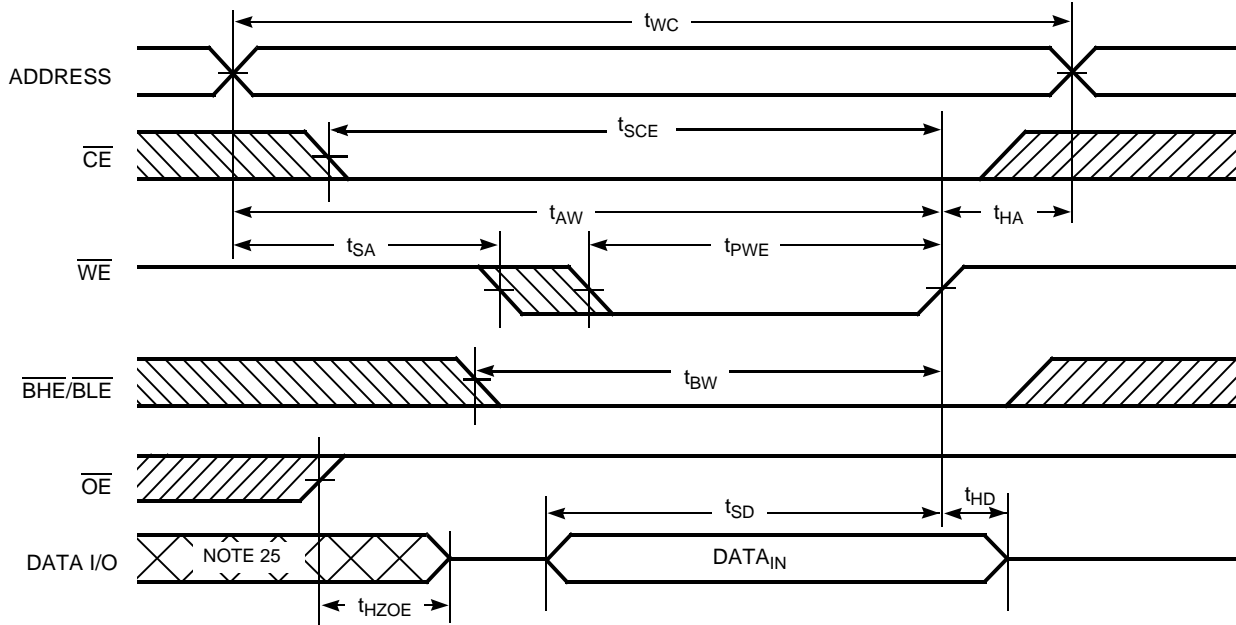 tWC
ADDRESS
tSCE
CE
tAW
tHA
tSA
tPWE
WE
tBW
BHE/BLE
OE
tSD
tHD
DATA I/O
NOTE 25
DATAIN
tHZOE